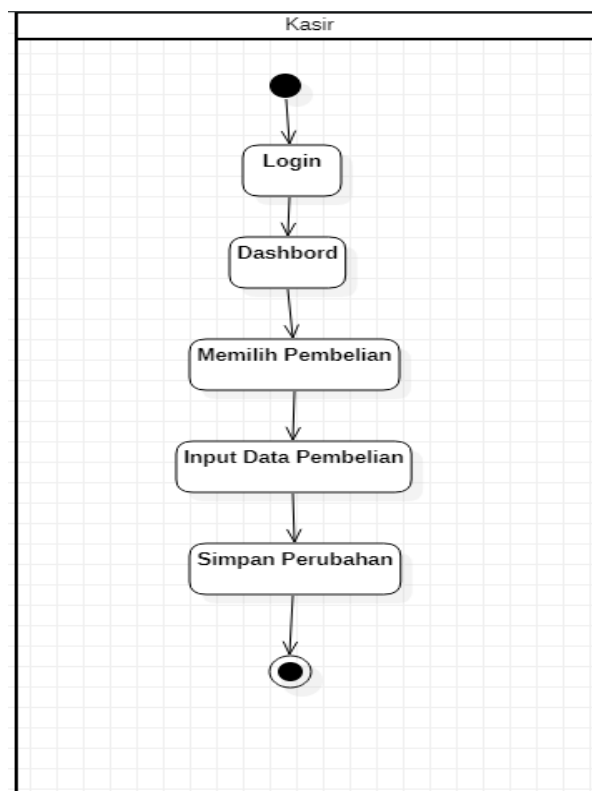 Kasir
Login
Dashbord
Memilih Pembelian
Input Data Pembelian
Simpan Perubahan